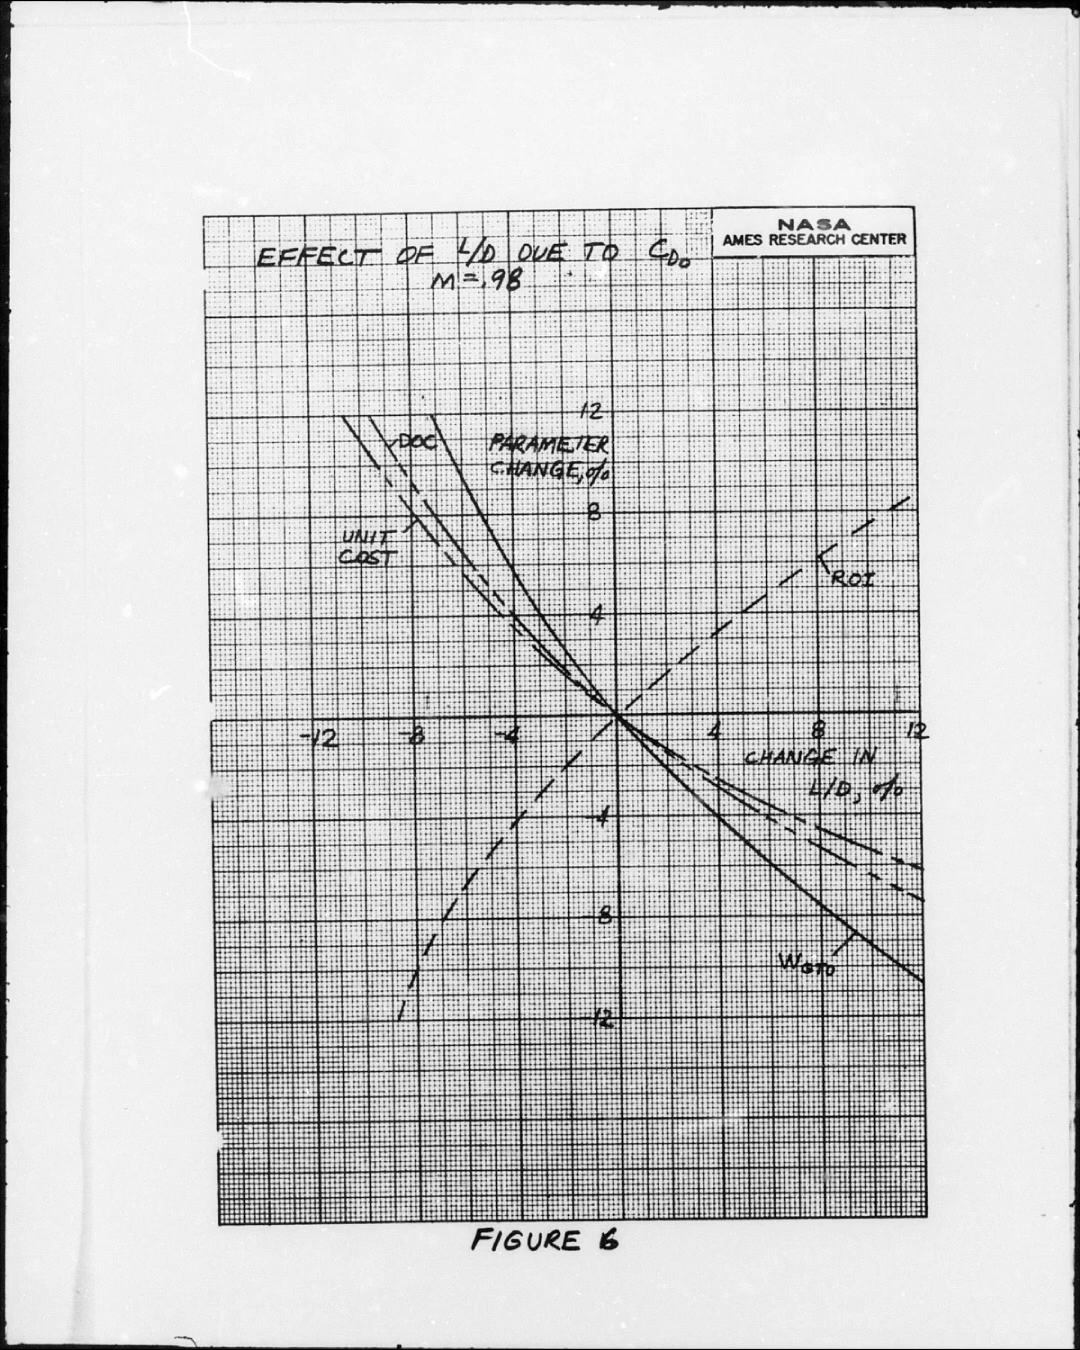 NASA
AMES RESEARCH CENTER
EFFECT OF L/D DUE TO CD₀
M=.98
12
DOC
PARAMETER
CHANGE,%
8
UNIT
COST
ROI
4
-12
-8
-4
4
8
12
CHANGE IN
L/D, %
-4
-8
WGTO
-12
FIGURE 6